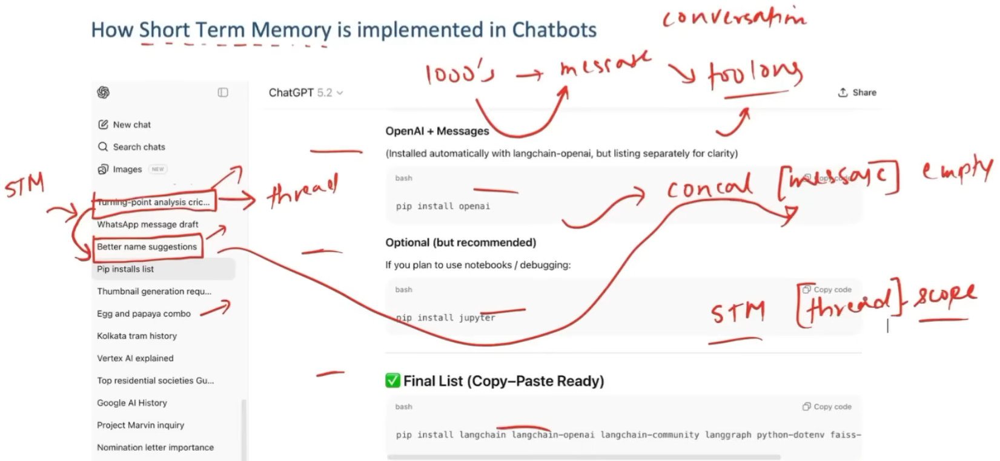 How Short Term Memory is implemented in Chatbots
conversation
1000's → message ↘ too long
ChatGPT 5.2
Share
New chat
Search chats
Images NEW
STM
Turning-point analysis cric...
thread
WhatsApp message draft
Better name suggestions
Pip installs list
Thumbnail generation requ...
Egg and papaya combo
Kolkata tram history
Vertex AI explained
Top residential societies Gu...
Google AI History
Project Marvin inquiry
Nomination letter importance
OpenAI + Messages
(Installed automatically with langchain-openai, but listing separately for clarity)
bash
Copy code
concat [message] empty
pip install openai
Optional (but recommended)
If you plan to use notebooks / debugging:
bash
Copy code
pip install jupyter
STM [thread]-scope
✅ Final List (Copy–Paste Ready)
bash
Copy code
pip install langchain langchain-openai langchain-community langgraph python-dotenv faiss-